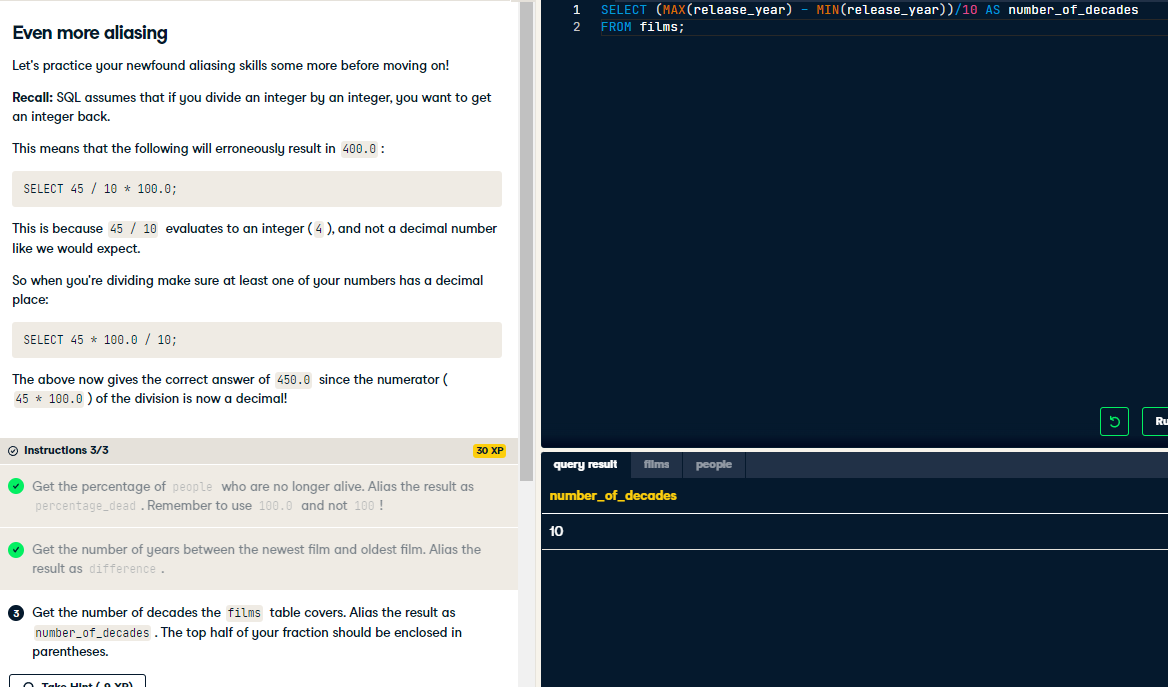 Even more aliasing
Let's practice your newfound aliasing skills some more before moving on!
Recall: SQL assumes that if you divide an integer by an integer, you want to get
an integer back.
This means that the following will erroneously result in 400.0 :
SELECT 45 / 10 * 100.0;
This is because 45 / 10 evaluates to an integer ( 4 ), and not a decimal number
like we would expect.
So when you're dividing make sure at least one of your numbers has a decimal
place:
SELECT 45 * 100.0 / 10;
The above now gives the correct answer of 450.0 since the numerator (
45 * 100.0 ) of the division is now a decimal!
Instructions 3/3
30 XP
Get the percentage of people who are no longer alive. Alias the result as
percentage_dead . Remember to use 100.0 and not 100 !
Get the number of years between the newest film and oldest film. Alias the
result as difference .
3 Get the number of decades the films table covers. Alias the result as
number_of_decades . The top half of your fraction should be enclosed in
parentheses.
Take Hint (-9 XP)
1 SELECT (MAX(release_year) - MIN(release_year))/10 AS number_of_decades
2 FROM films;
Ru
query result films people
number_of_decades
10